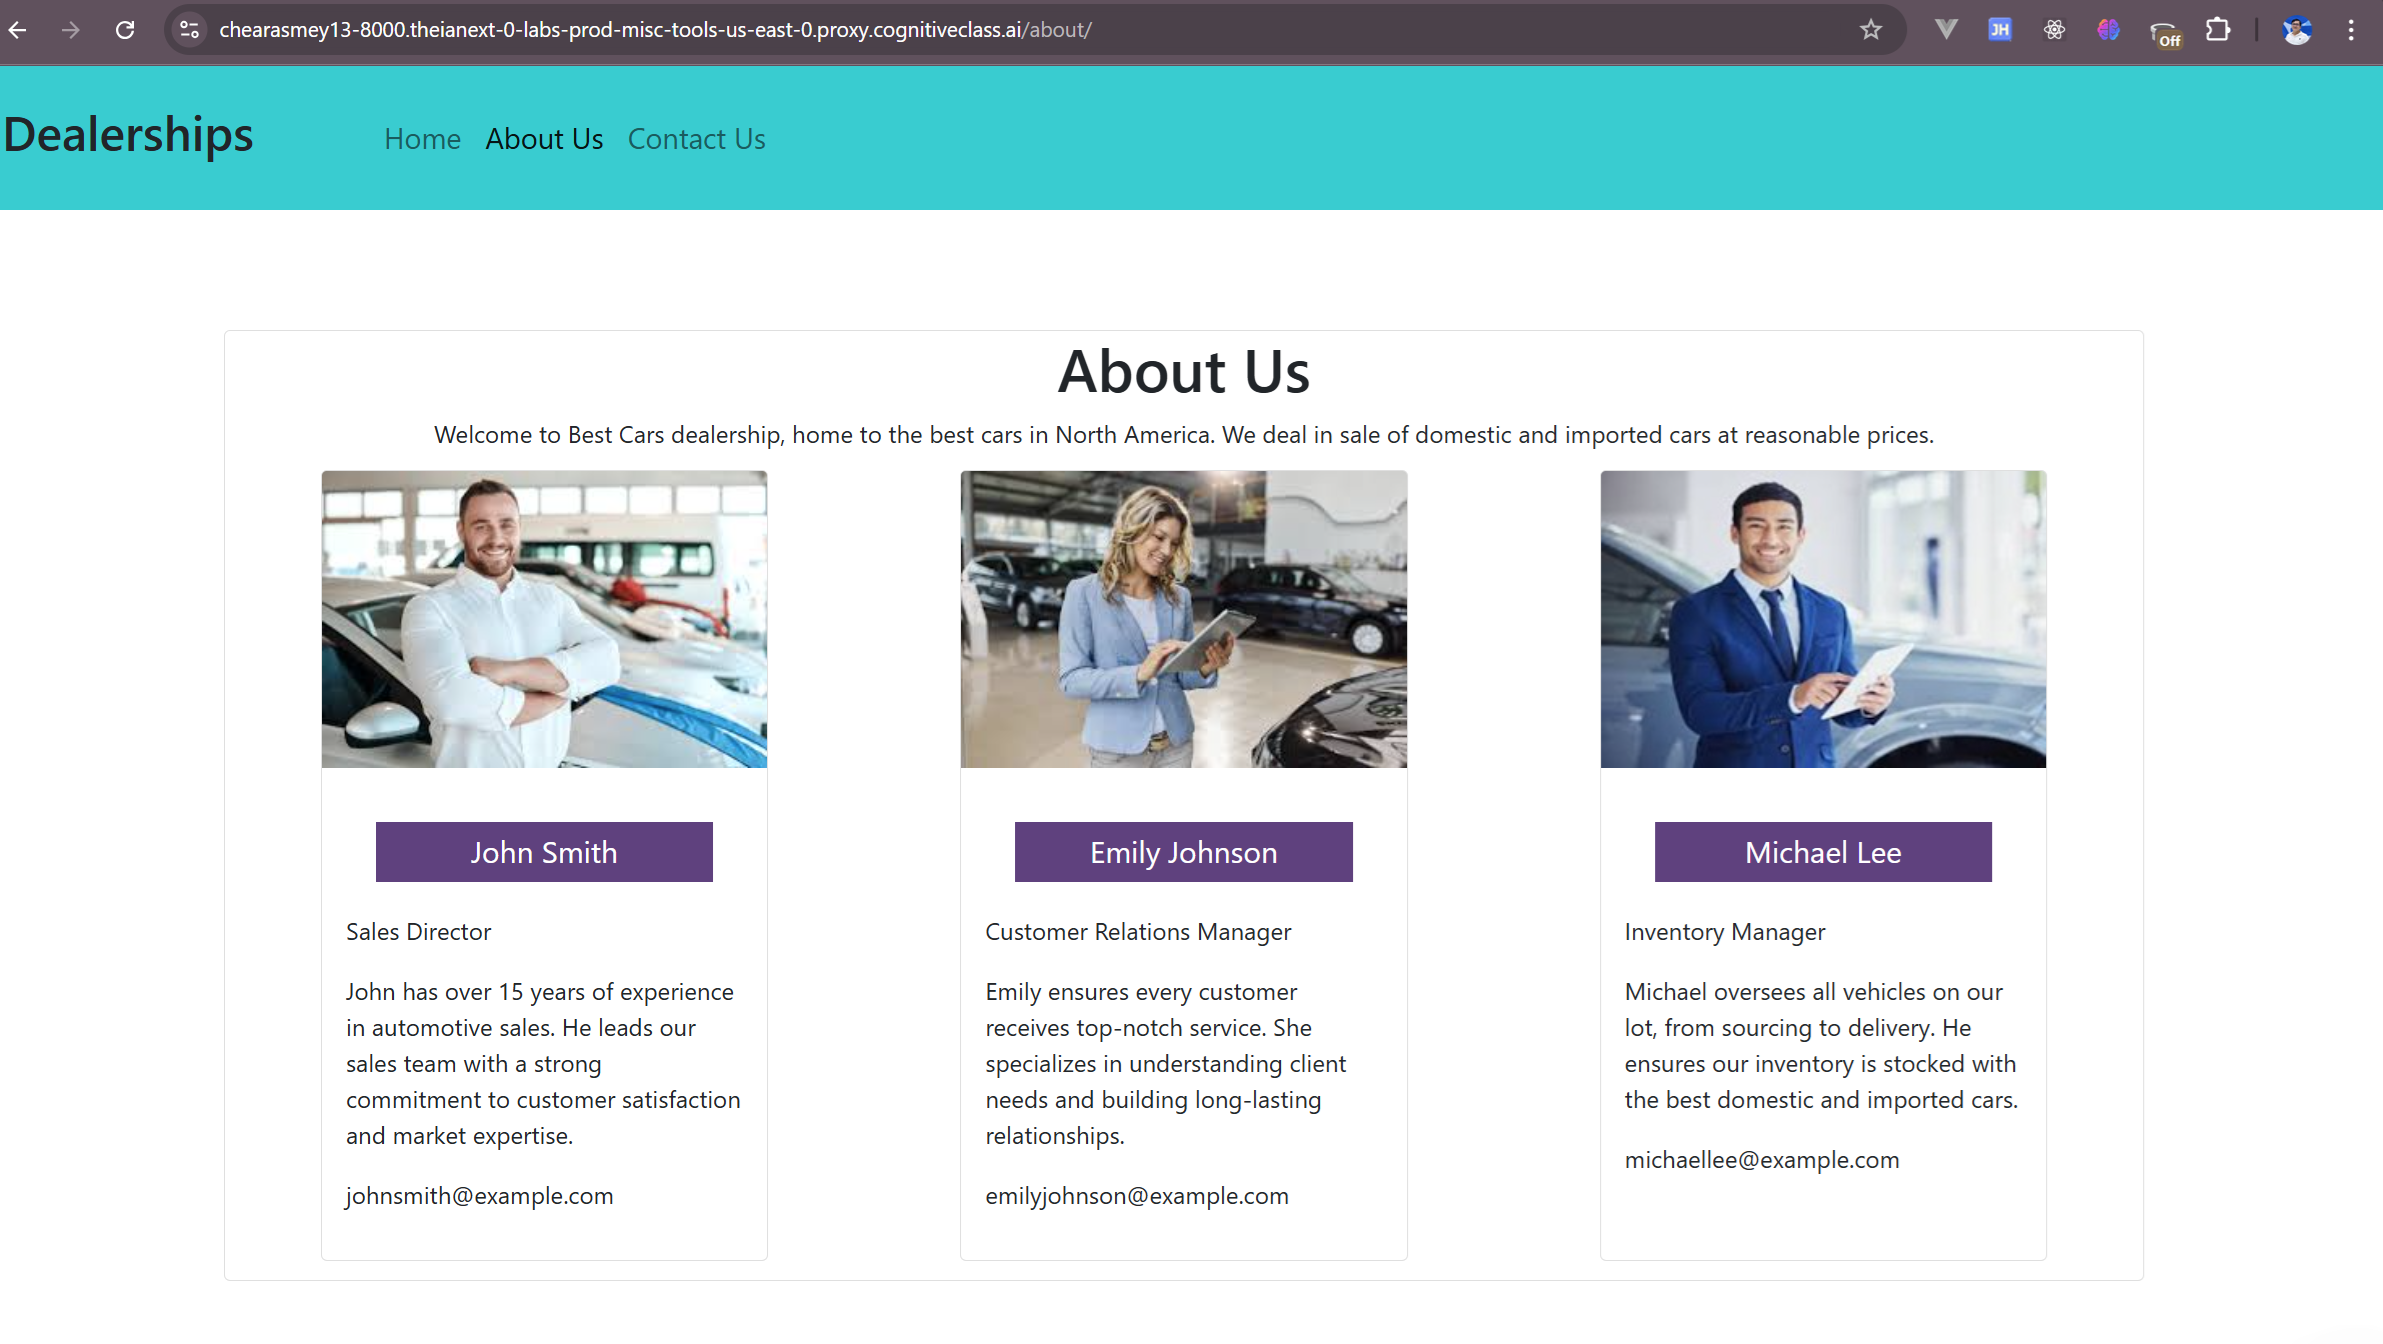 chearasmey13-8000.theianext-0-labs-prod-misc-tools-us-east-0.proxy.cognitiveclass.ai/about/
JH
Off
Dealerships
Home About Us Contact Us
About Us
Welcome to Best Cars dealership, home to the best cars in North America. We deal in sale of domestic and imported cars at reasonable prices.
John Smith
Sales Director
John has over 15 years of experience
in automotive sales. He leads our
sales team with a strong
commitment to customer satisfaction
and market expertise.
johnsmith@example.com
Emily Johnson
Customer Relations Manager
Emily ensures every customer
receives top-notch service. She
specializes in understanding client
needs and building long-lasting
relationships.
emilyjohnson@example.com
Michael Lee
Inventory Manager
Michael oversees all vehicles on our
lot, from sourcing to delivery. He
ensures our inventory is stocked with
the best domestic and imported cars.
michaellee@example.com